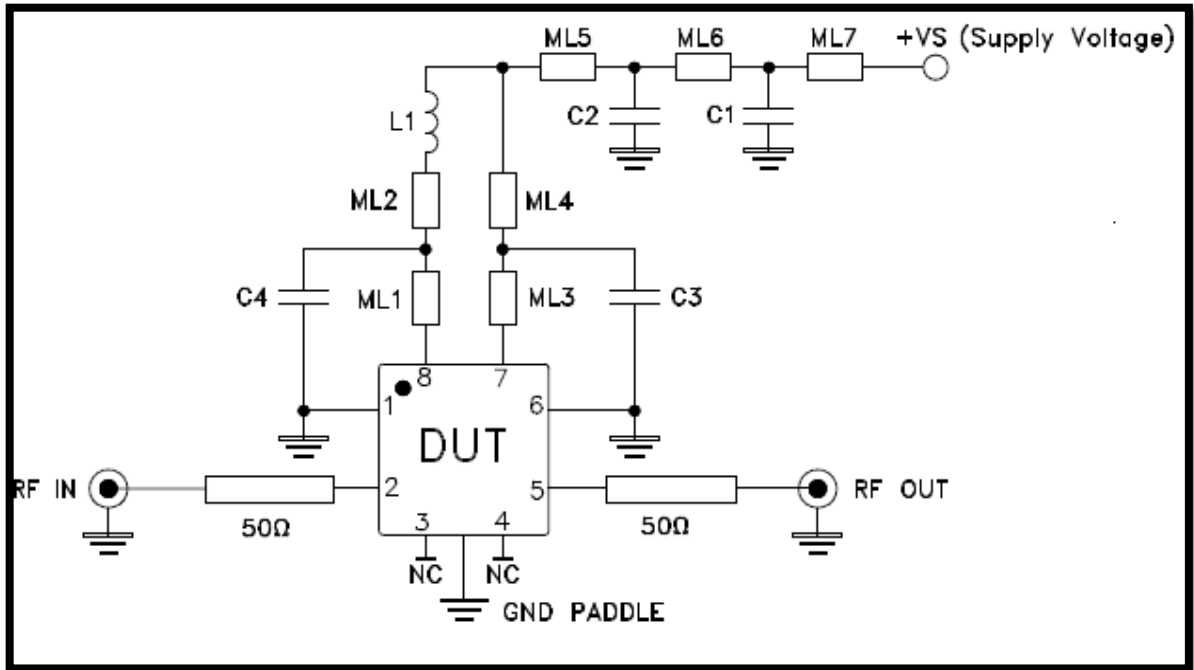 ML5 ML6 ML7 +VS (Supply Voltage)
L1 C2 C1
ML2 ML4
C4 ML1 ML3 C3
8 7
1 6
DUT
RF IN 2 5 RF OUT
50Ω 3 4 50Ω
NC NC
GND PADDLE